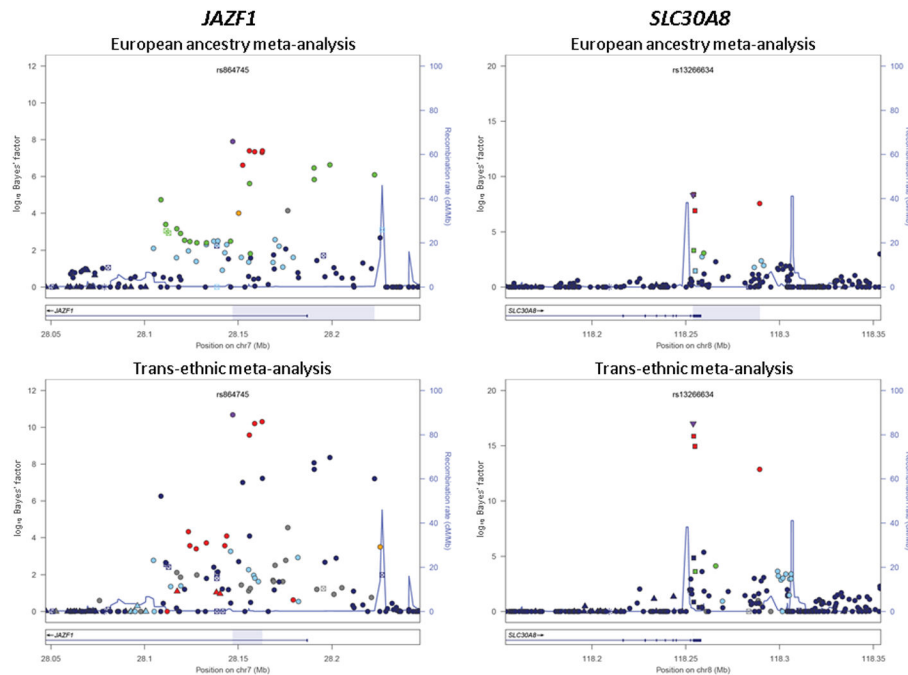 JAZF1
SLC30A8
European ancestry meta-analysis
European ancestry meta-analysis
rs864745
rs13266634
log₁₀ Bayes' factor
12
10
8
6
4
2
0
Recombination rate (cM/Mb)
100
80
60
40
20
0
log₁₀ Bayes' factor
20
15
10
5
0
100
80
60
40
20
0
←JAZF1
SLC30A8→
28.05 28.1 28.15 28.2
118.2 118.25 118.3 118.35
Position on chr7 (Mb)
Position on chr8 (Mb)
Trans-ethnic meta-analysis
Trans-ethnic meta-analysis
rs864745
rs13266634
log₁₀ Bayes' factor
12
10
8
6
4
2
0
Recombination rate (cM/Mb)
100
80
60
40
20
0
log₁₀ Bayes' factor
20
15
10
5
0
100
80
60
40
20
0
←JAZF1
SLC30A8→
28.05 28.1 28.15 28.2
118.2 118.25 118.3 118.35
Position on chr7 (Mb)
Position on chr8 (Mb)